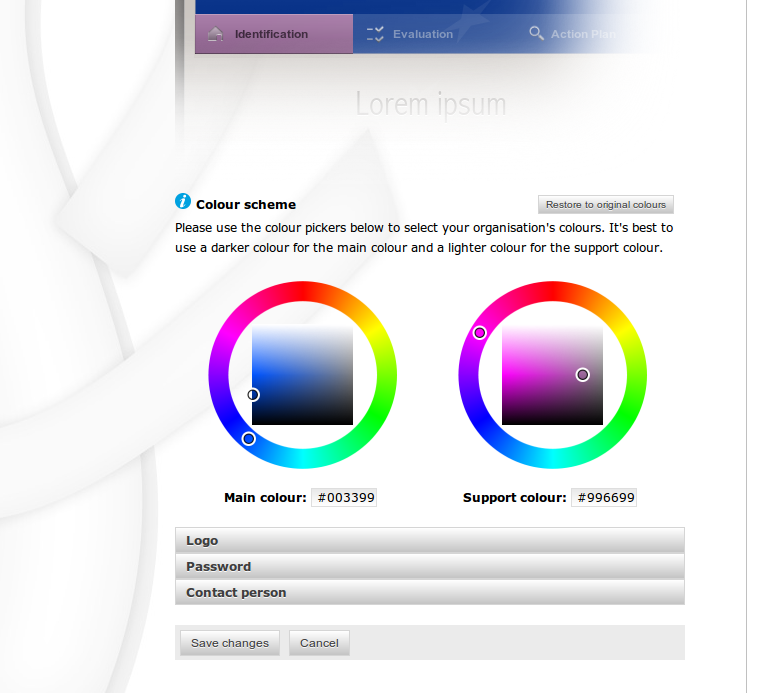 Identification Evaluation Action Plan
Lorem ipsum
Colour scheme Restore to original colours
Please use the colour pickers below to select your organisation's colours. It's best to
use a darker colour for the main colour and a lighter colour for the support colour.
Main colour: #003399 Support colour: #996699
Logo
Password
Contact person
Save changes Cancel